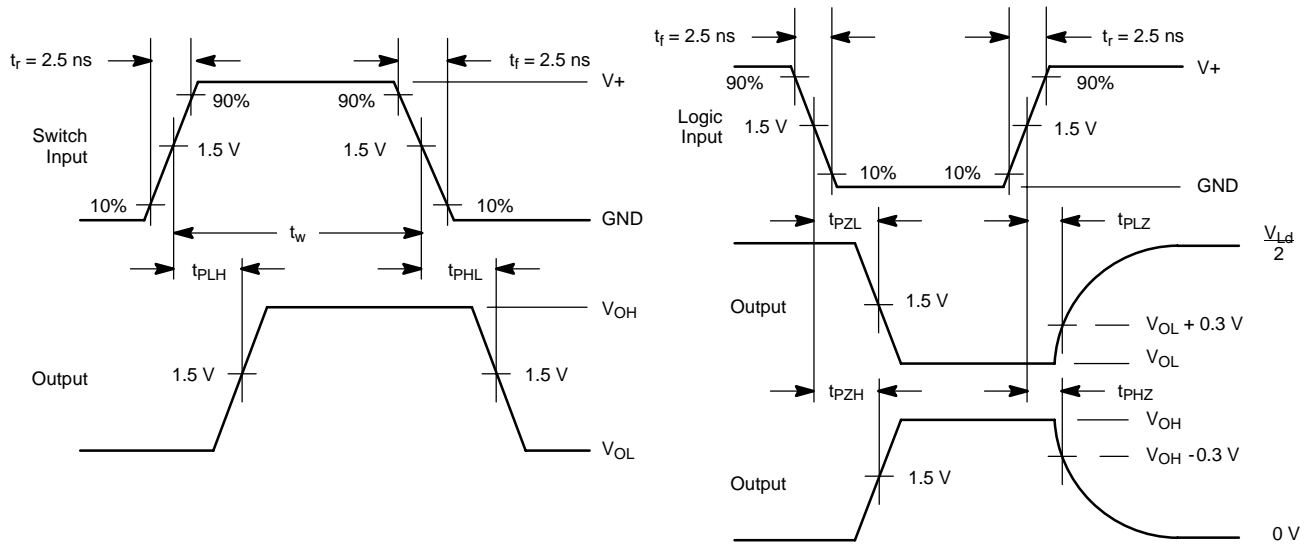 tr = 2.5 ns
tf = 2.5 ns
V+
90%
90%
Switch
Input
1.5 V
1.5 V
10%
10%
GND
tW
tPLH
tPHL
VOH
Output
1.5 V
1.5 V
VOL
tf = 2.5 ns
tr = 2.5 ns
V+
90%
90%
Logic
Input
1.5 V
1.5 V
10%
10%
GND
tPZL
tPLZ
VLd
2
Output
1.5 V
VOL + 0.3 V
VOL
tPZH
tPHZ
VOH
VOH -0.3 V
Output
1.5 V
0 V